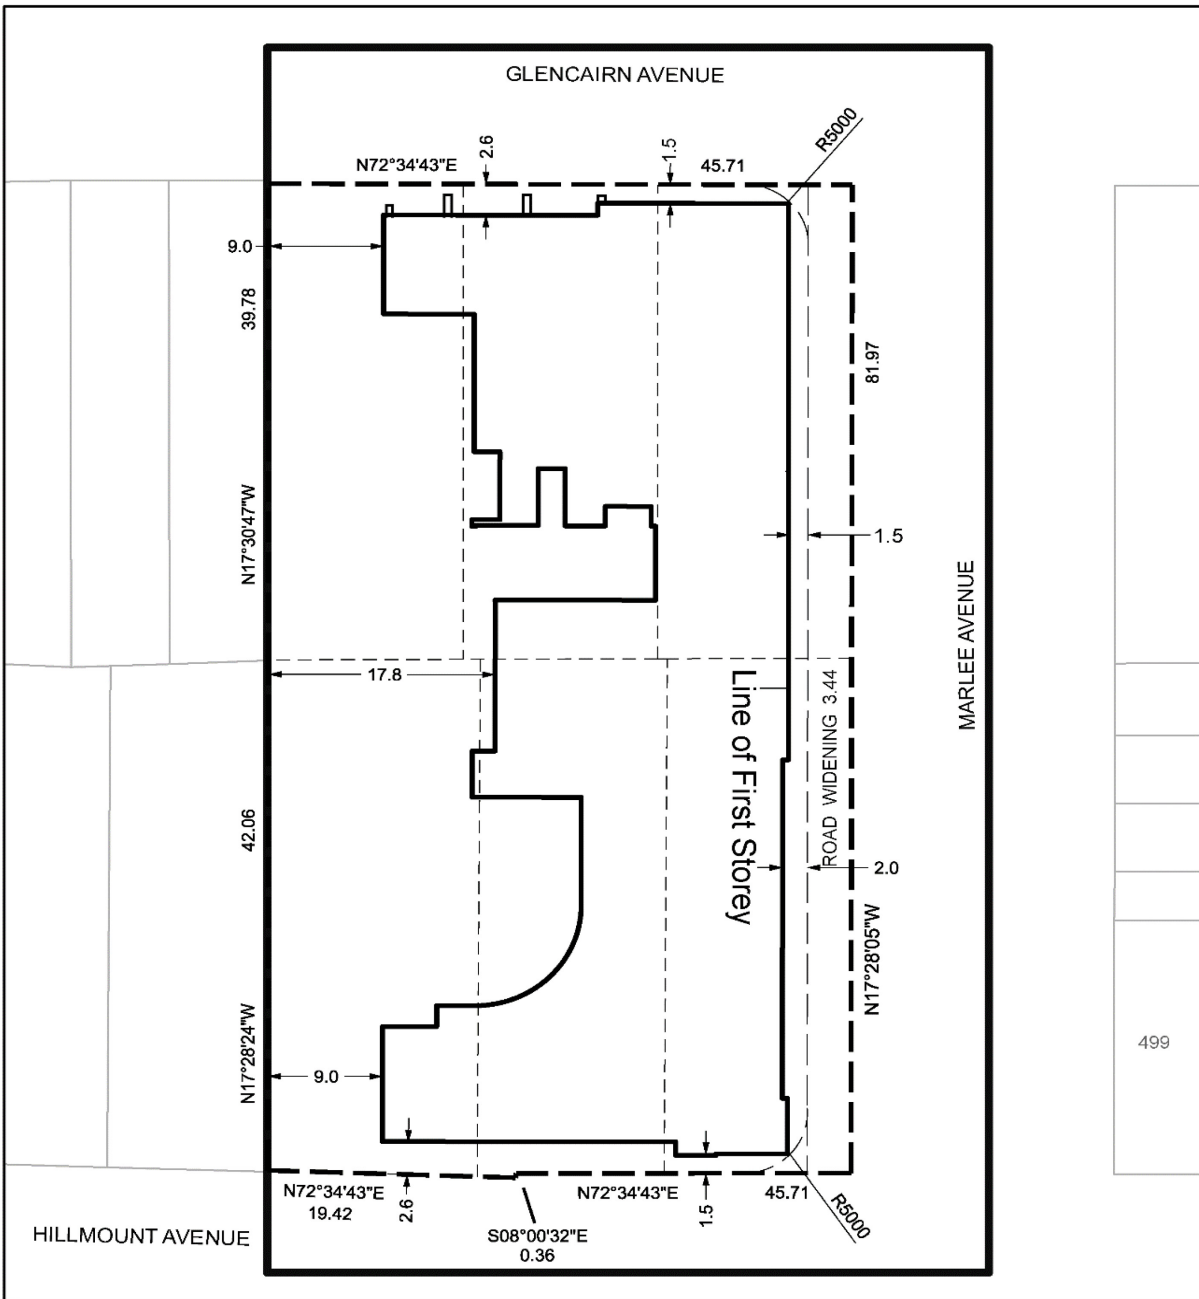 GLENCAIRN AVENUE
R5000
N72°34'43"E
2.6
1.5
45.71
9.0
39.78
81.97
N17°30'47"W
1.5
MARLEE AVENUE
17.8
Line of First Storey
ROAD WIDENING 3.44
42.06
2.0
N17°28'05"W
N17°28'24"W
9.0
499
N72°34'43"E
19.42
2.6
N72°34'43"E
1.5
45.71
R5000
S08°00'32"E
0.36
HILLMOUNT AVENUE